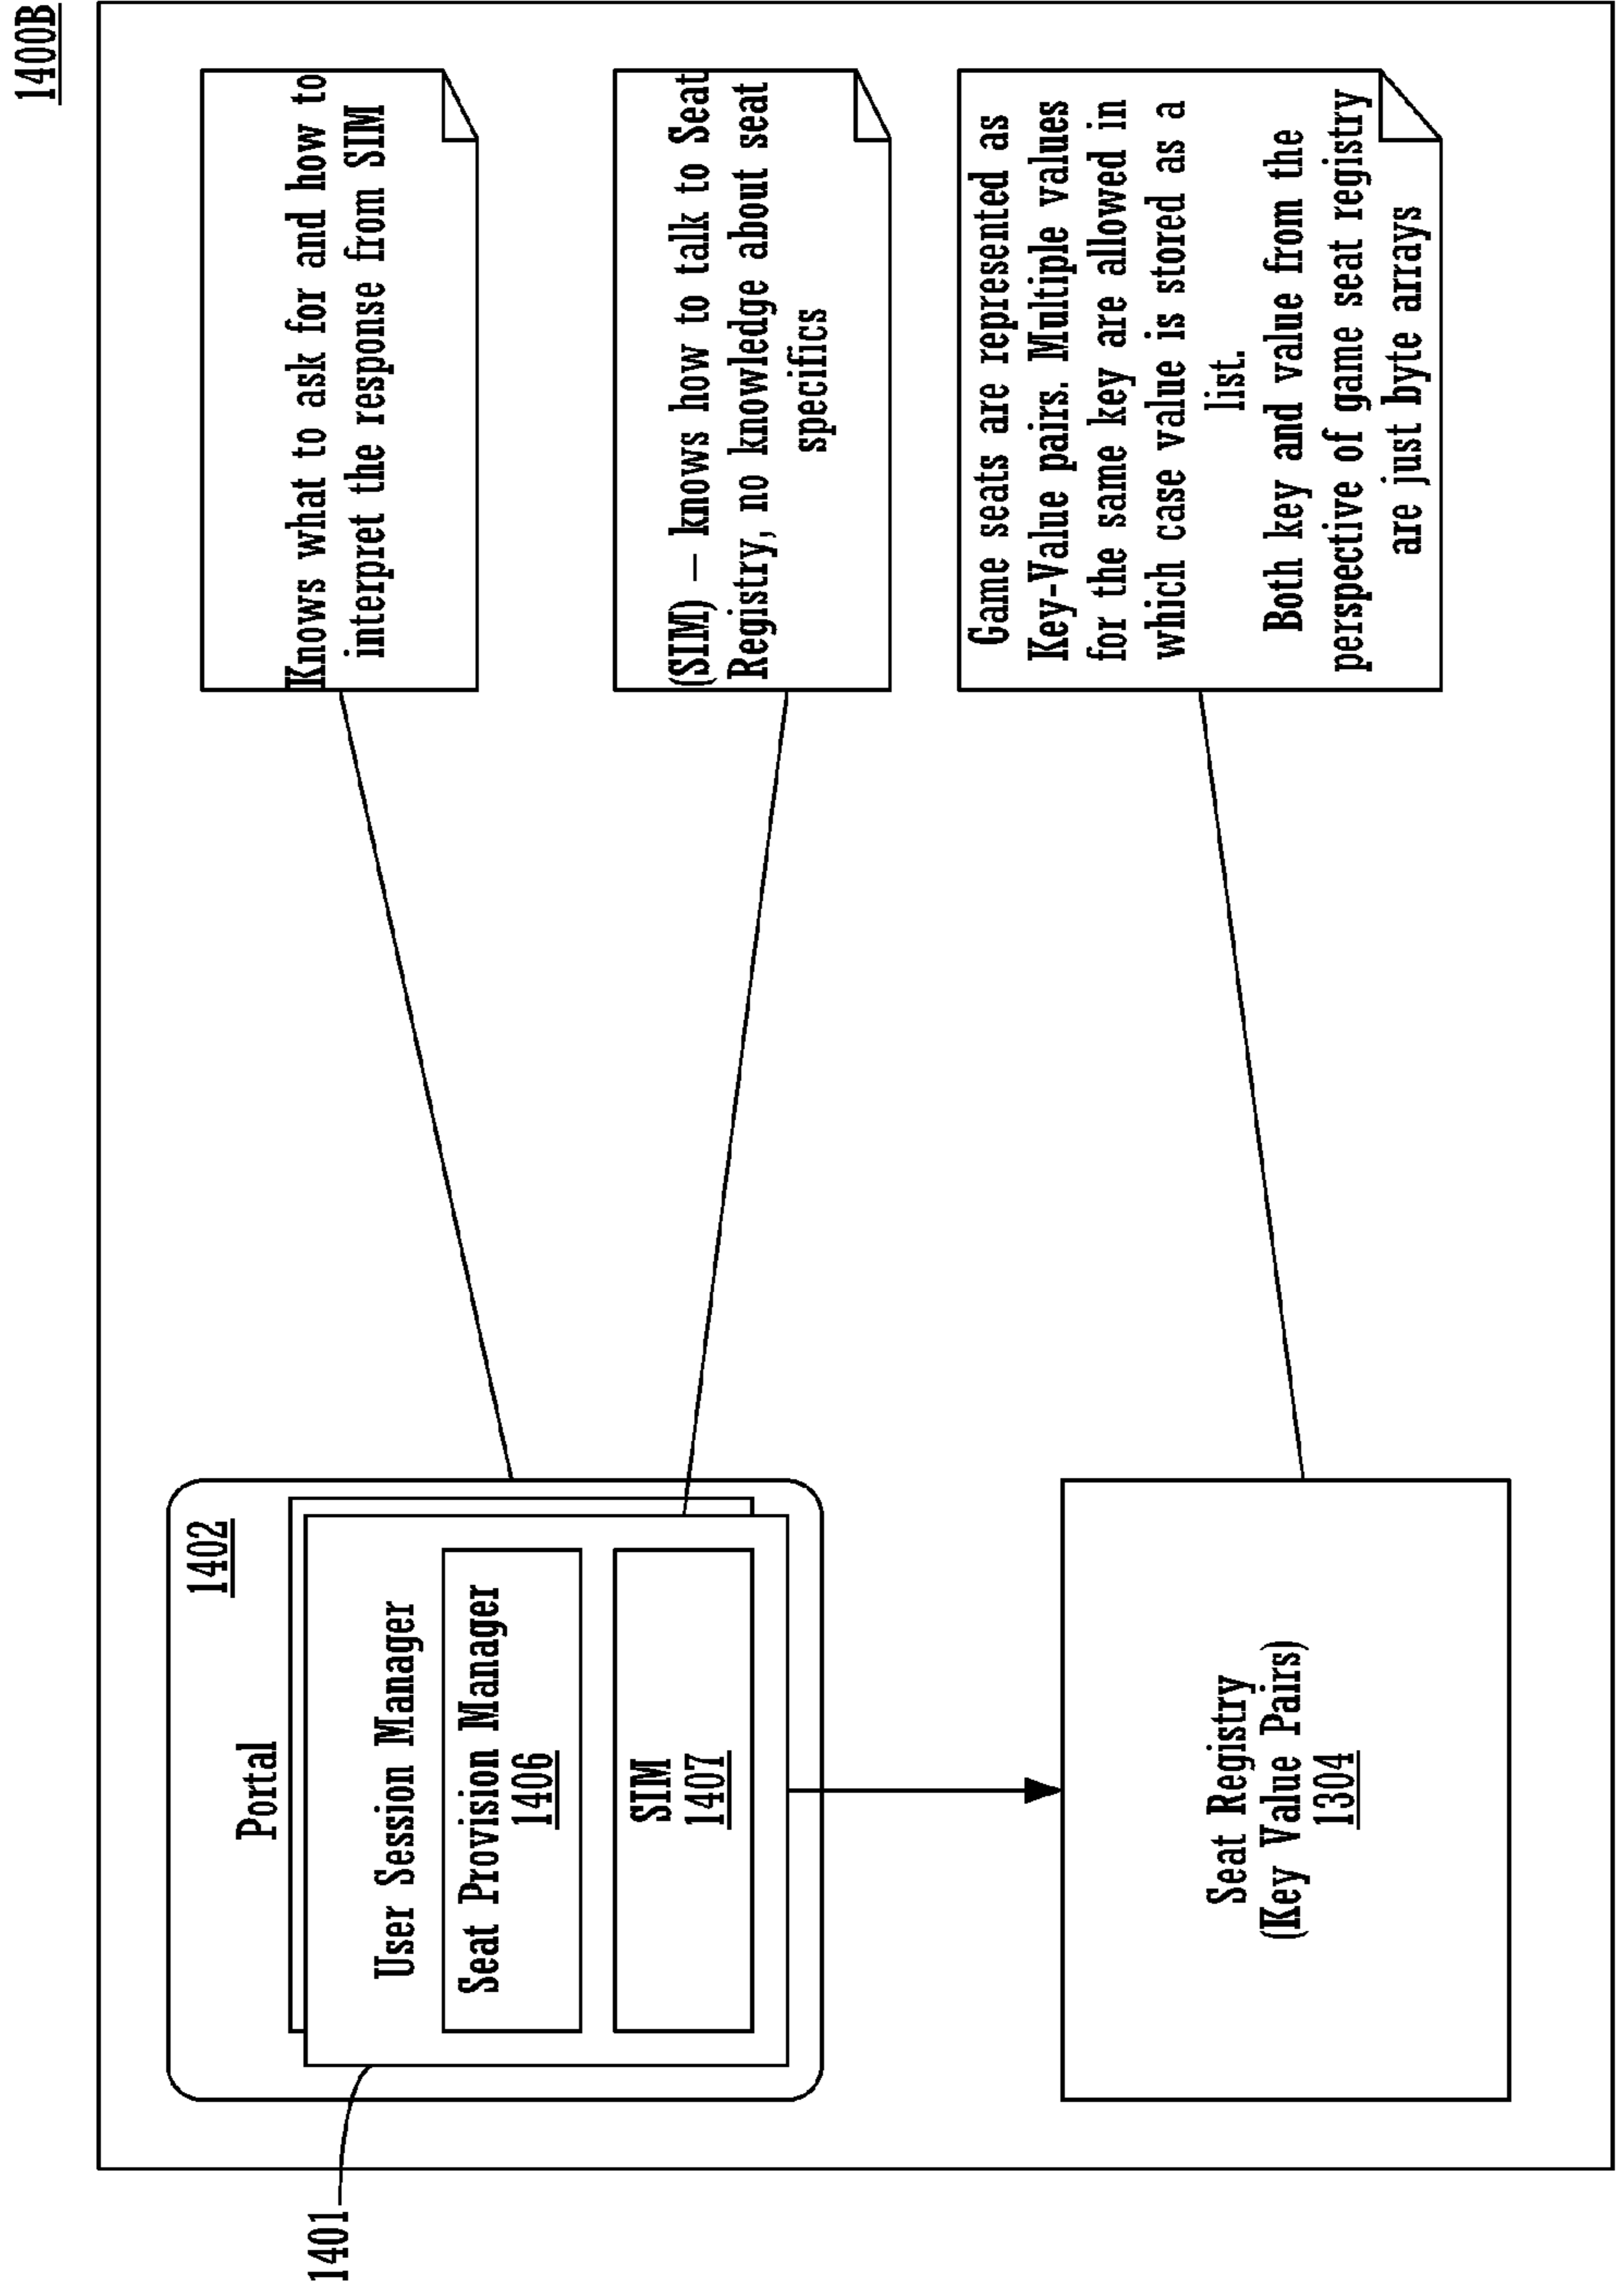 1400B
1402
Portal
1401
User Session Manager
Seat Provision Manager
1406
SIM
1407
Seat Registry
(Key Value Pairs)
1304
Knows what to ask for and how to
interpret the response from SIM
(SIM) – knows how to talk to Seat
Registry, no knowledge about seat
specifics
Game seats are represented as
Key-Value pairs. Multiple values
for the same key are allowed in
which case value is stored as a
list.
Both key and value from the
perspective of game seat registry
are just byte arrays